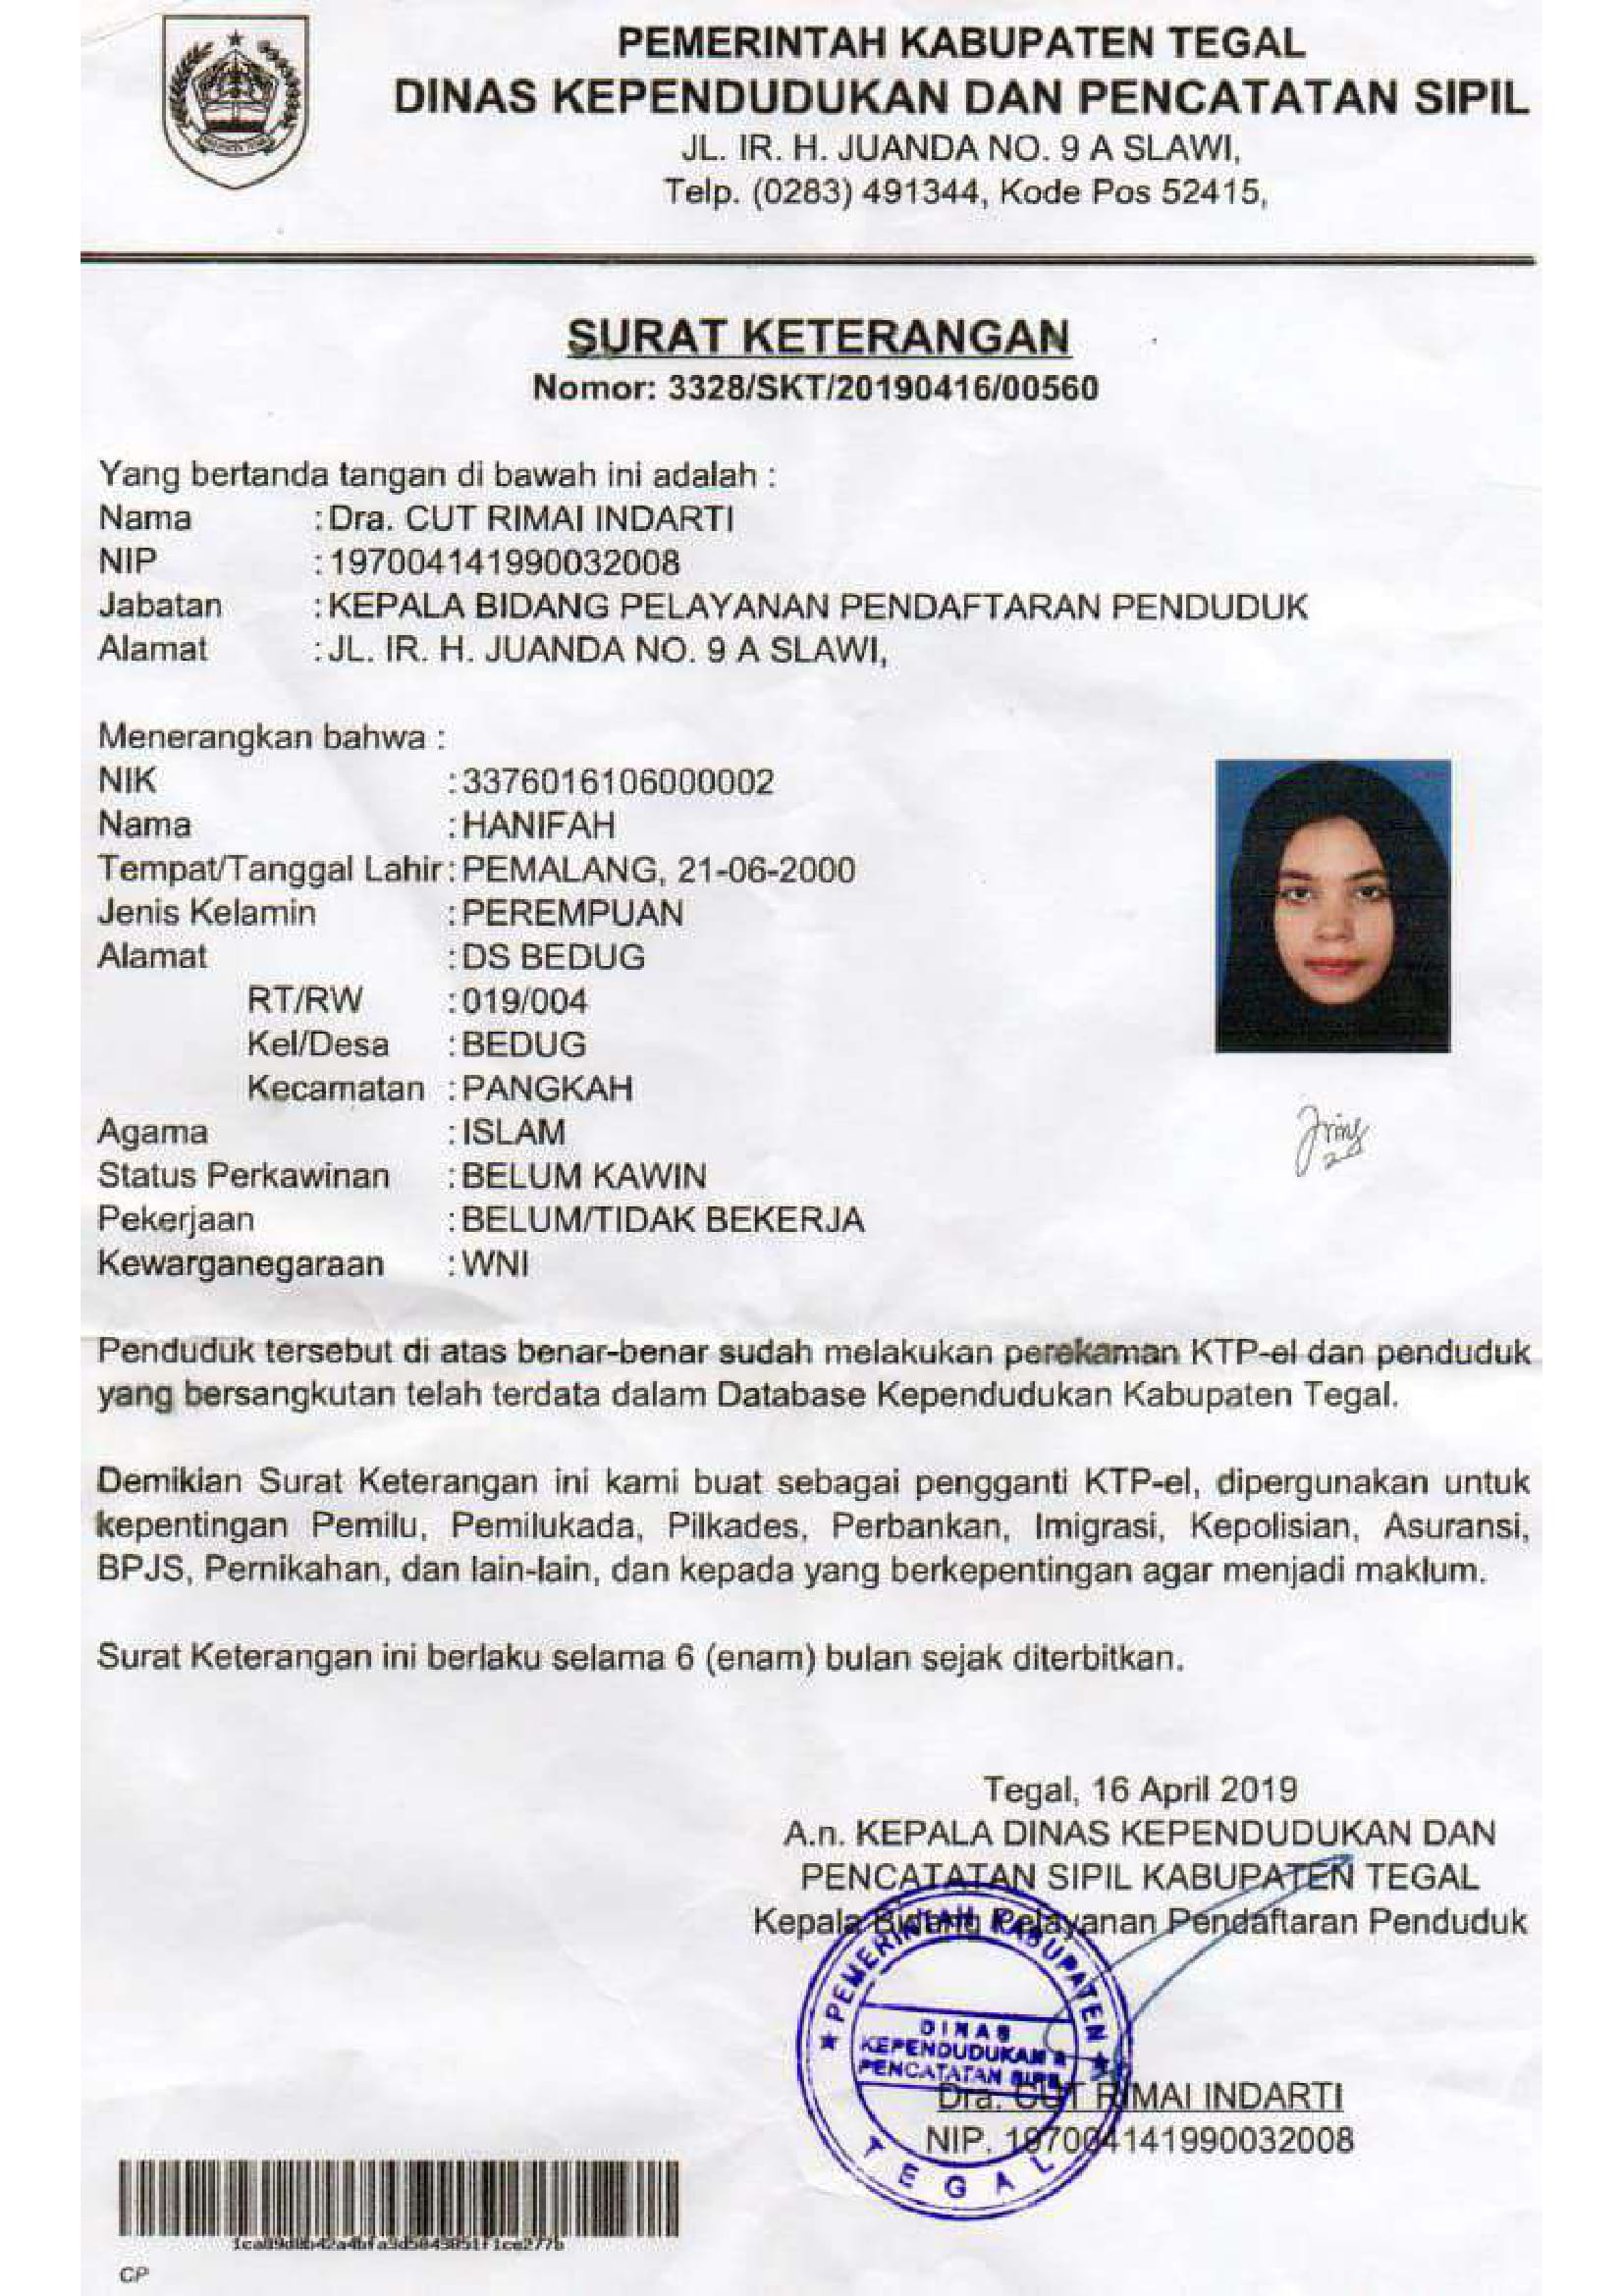 PEMERINTAH KABUPATEN TEGAL
DINAS KEPENDUDUKAN DAN PENCATATAN SIPIL
JL. IR. H. JUANDA NO. 9 A SLAWI,
Telp. (0283) 491344, Kode Pos 52415,
SURAT KETERANGAN
Nomor: 3328/SKT/20190416/00560
Yang bertanda tangan di bawah ini adalah :
Nama : Dra. CUT RIMAI INDARTI
NIP : 197004141990032008
Jabatan : KEPALA BIDANG PELAYANAN PENDAFTARAN PENDUDUK
Alamat : JL. IR. H. JUANDA NO. 9 A SLAWI,
Menerangkan bahwa :
NIK : 3376016106000002
Nama : HANIFAH
Tempat/Tanggal Lahir : PEMALANG, 21-06-2000
Jenis Kelamin : PEREMPUAN
Alamat : DS BEDUG
RT/RW : 019/004
Kel/Desa : BEDUG
Kecamatan : PANGKAH
Agama : ISLAM
Status Perkawinan : BELUM KAWIN
Pekerjaan : BELUM/TIDAK BEKERJA
Kewarganegaraan : WNI
Penduduk tersebut di atas benar-benar sudah melakukan perekaman KTP-el dan penduduk
yang bersangkutan telah terdata dalam Database Kependudukan Kabupaten Tegal.
Demikian Surat Keterangan ini kami buat sebagai pengganti KTP-el, dipergunakan untuk
kepentingan Pemilu, Pemilukada, Pilkades, Perbankan, Imigrasi, Kepolisian, Asuransi,
BPJS, Pernikahan, dan lain-lain, dan kepada yang berkepentingan agar menjadi maklum.
Surat Keterangan ini berlaku selama 6 (enam) bulan sejak diterbitkan.
Tegal, 16 April 2019
A.n. KEPALA DINAS KEPENDUDUKAN DAN
PENCATATAN SIPIL KABUPATEN TEGAL
Kepala Bidang Pelayanan Pendaftaran Penduduk
PEMERINTAH KABUPATEN
DINAS
KEPENDUDUKAN &
PENCATATAN SIPIL
TEGAL
Dra. CUT RIMAI INDARTI
NIP. 197004141990032008
CP